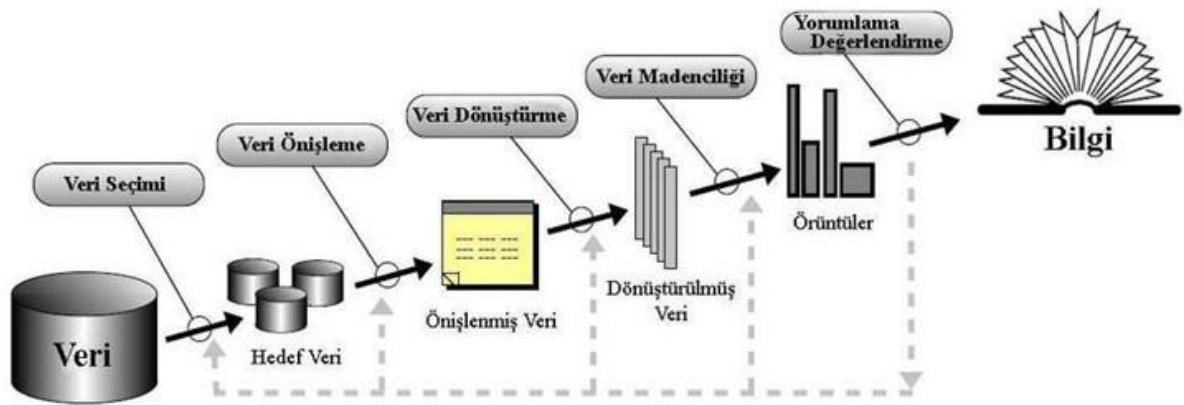 Yorumlama
Değerlendirme
Veri Madenciliği
Veri Dönüştürme
Veri Önişleme
Veri Seçimi
Bilgi
Örüntüler
Dönüştürülmüş
Veri
Önişlenmiş Veri
Hedef Veri
Veri